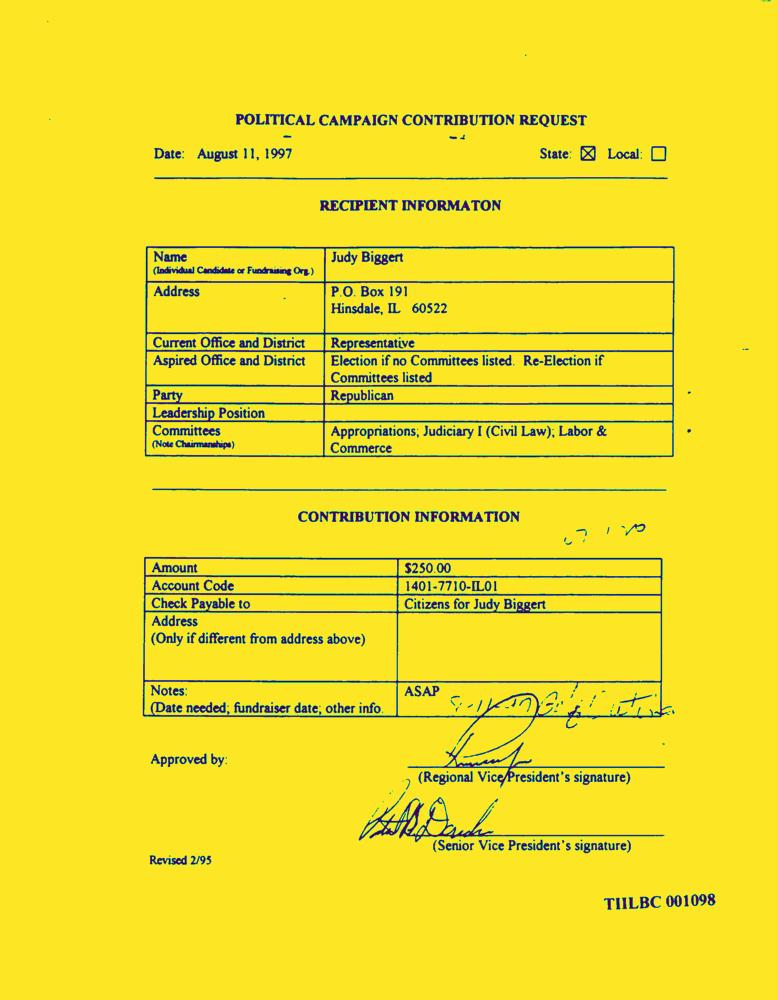 POLITICAL CAMPAIGN CONTRIBUTION REQUEST
Date: August 11, 1997 State: ☒ Local: ☐
RECIPIENT INFORMATON
Name Judy Biggert
(Individual Candidate or Fundraising Org.)
Address P.O. Box 191
Hinsdale, IL 60522
Current Office and District Representative
Aspired Office and District Election if no Committees listed. Re-Election if
Committees listed
Party Republican
Leadership Position
Committees Appropriations; Judiciary I (Civil Law); Labor &
(Note Chairmanships) Commerce
CONTRIBUTION INFORMATION
Amount $250.00
Account Code 1401-7710-IL01
Check Payable to Citizens for Judy Biggert
Address
(Only if different from address above)
Notes: ASAP
(Date needed; fundraiser date; other info.
Approved by:
(Regional Vice President's signature)
(Senior Vice President's signature)
Revised 2/95
TIILBC 001098